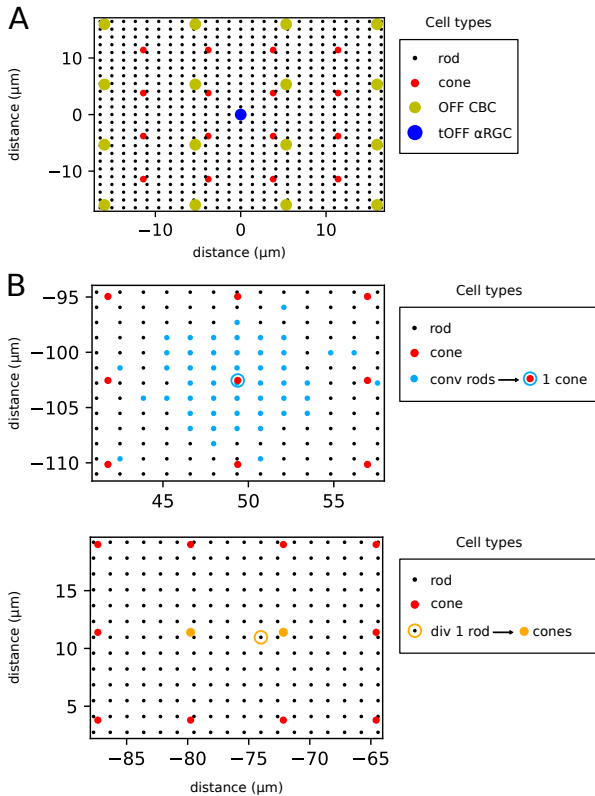 A
distance (μm)
10
0
−10
−10
0
10
distance (μm)
Cell types
rod
cone
OFF CBC
tOFF αRGC
B
distance (μm)
−95
−100
−105
−110
45
50
55
Cell types
rod
cone
conv rods 1 cone
distance (μm)
15
10
5
−85
−80
−75
−70
−65
distance (μm)
Cell types
rod
cone
div 1 rod cones